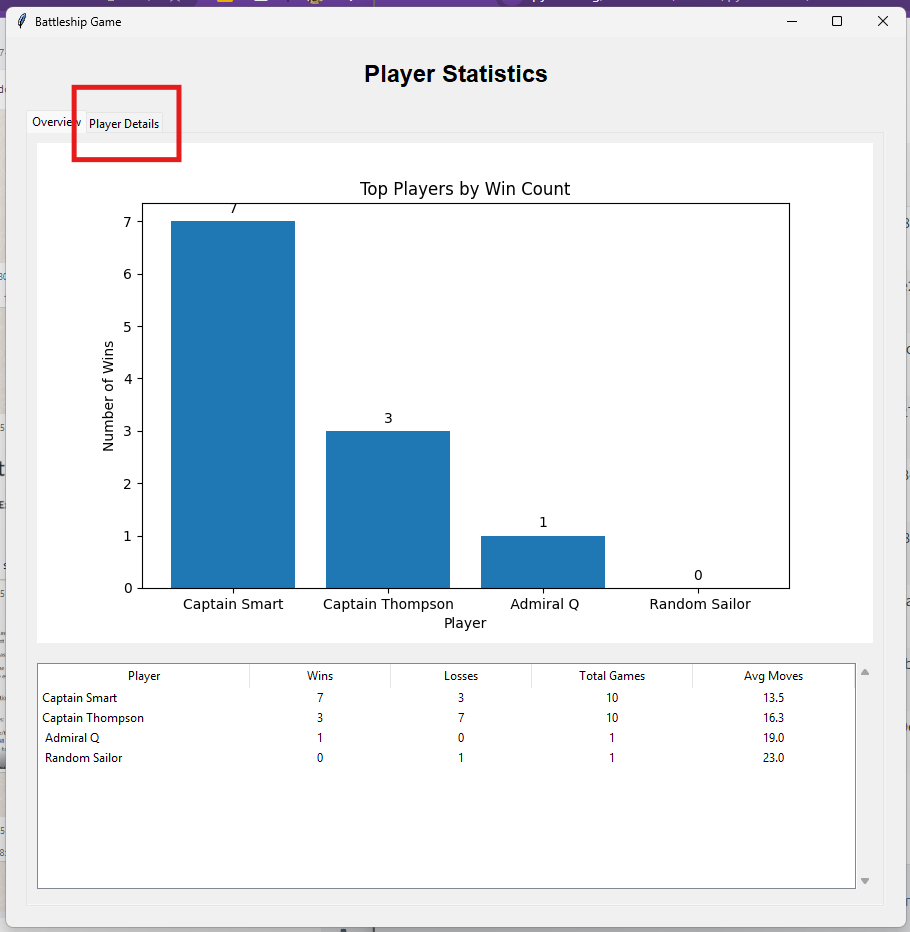 Battleship Game
Player Statistics
Overview Player Details
Top Players by Win Count
7
3
1
0
7
6
5
4
3
2
1
0
Number of Wins
Captain Smart Captain Thompson Admiral Q Random Sailor
Player
Player Wins Losses Total Games Avg Moves
Captain Smart 7 3 10 13.5
Captain Thompson 3 7 10 16.3
Admiral Q 1 0 1 19.0
Random Sailor 0 1 1 23.0